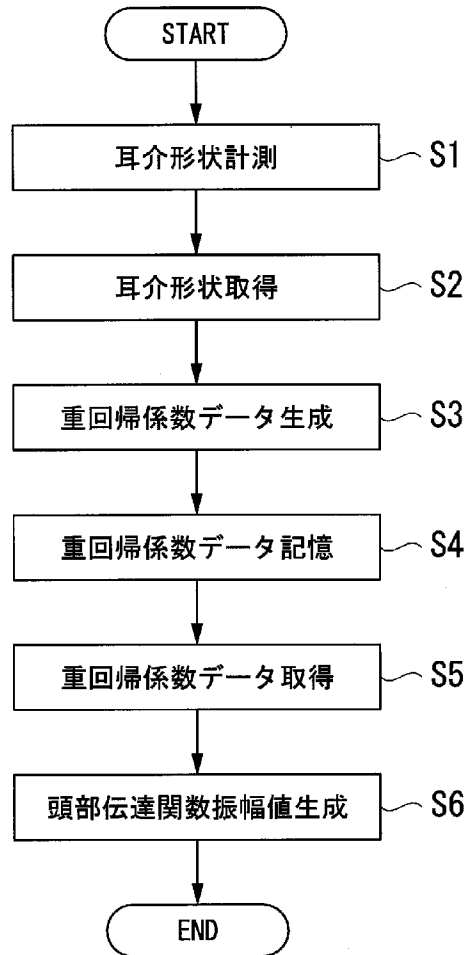 START
耳介形状計測
S1
耳介形状取得
S2
重回帰係数データ生成
S3
重回帰係数データ記憶
S4
重回帰係数データ取得
S5
頭部伝達関数振幅値生成
S6
END